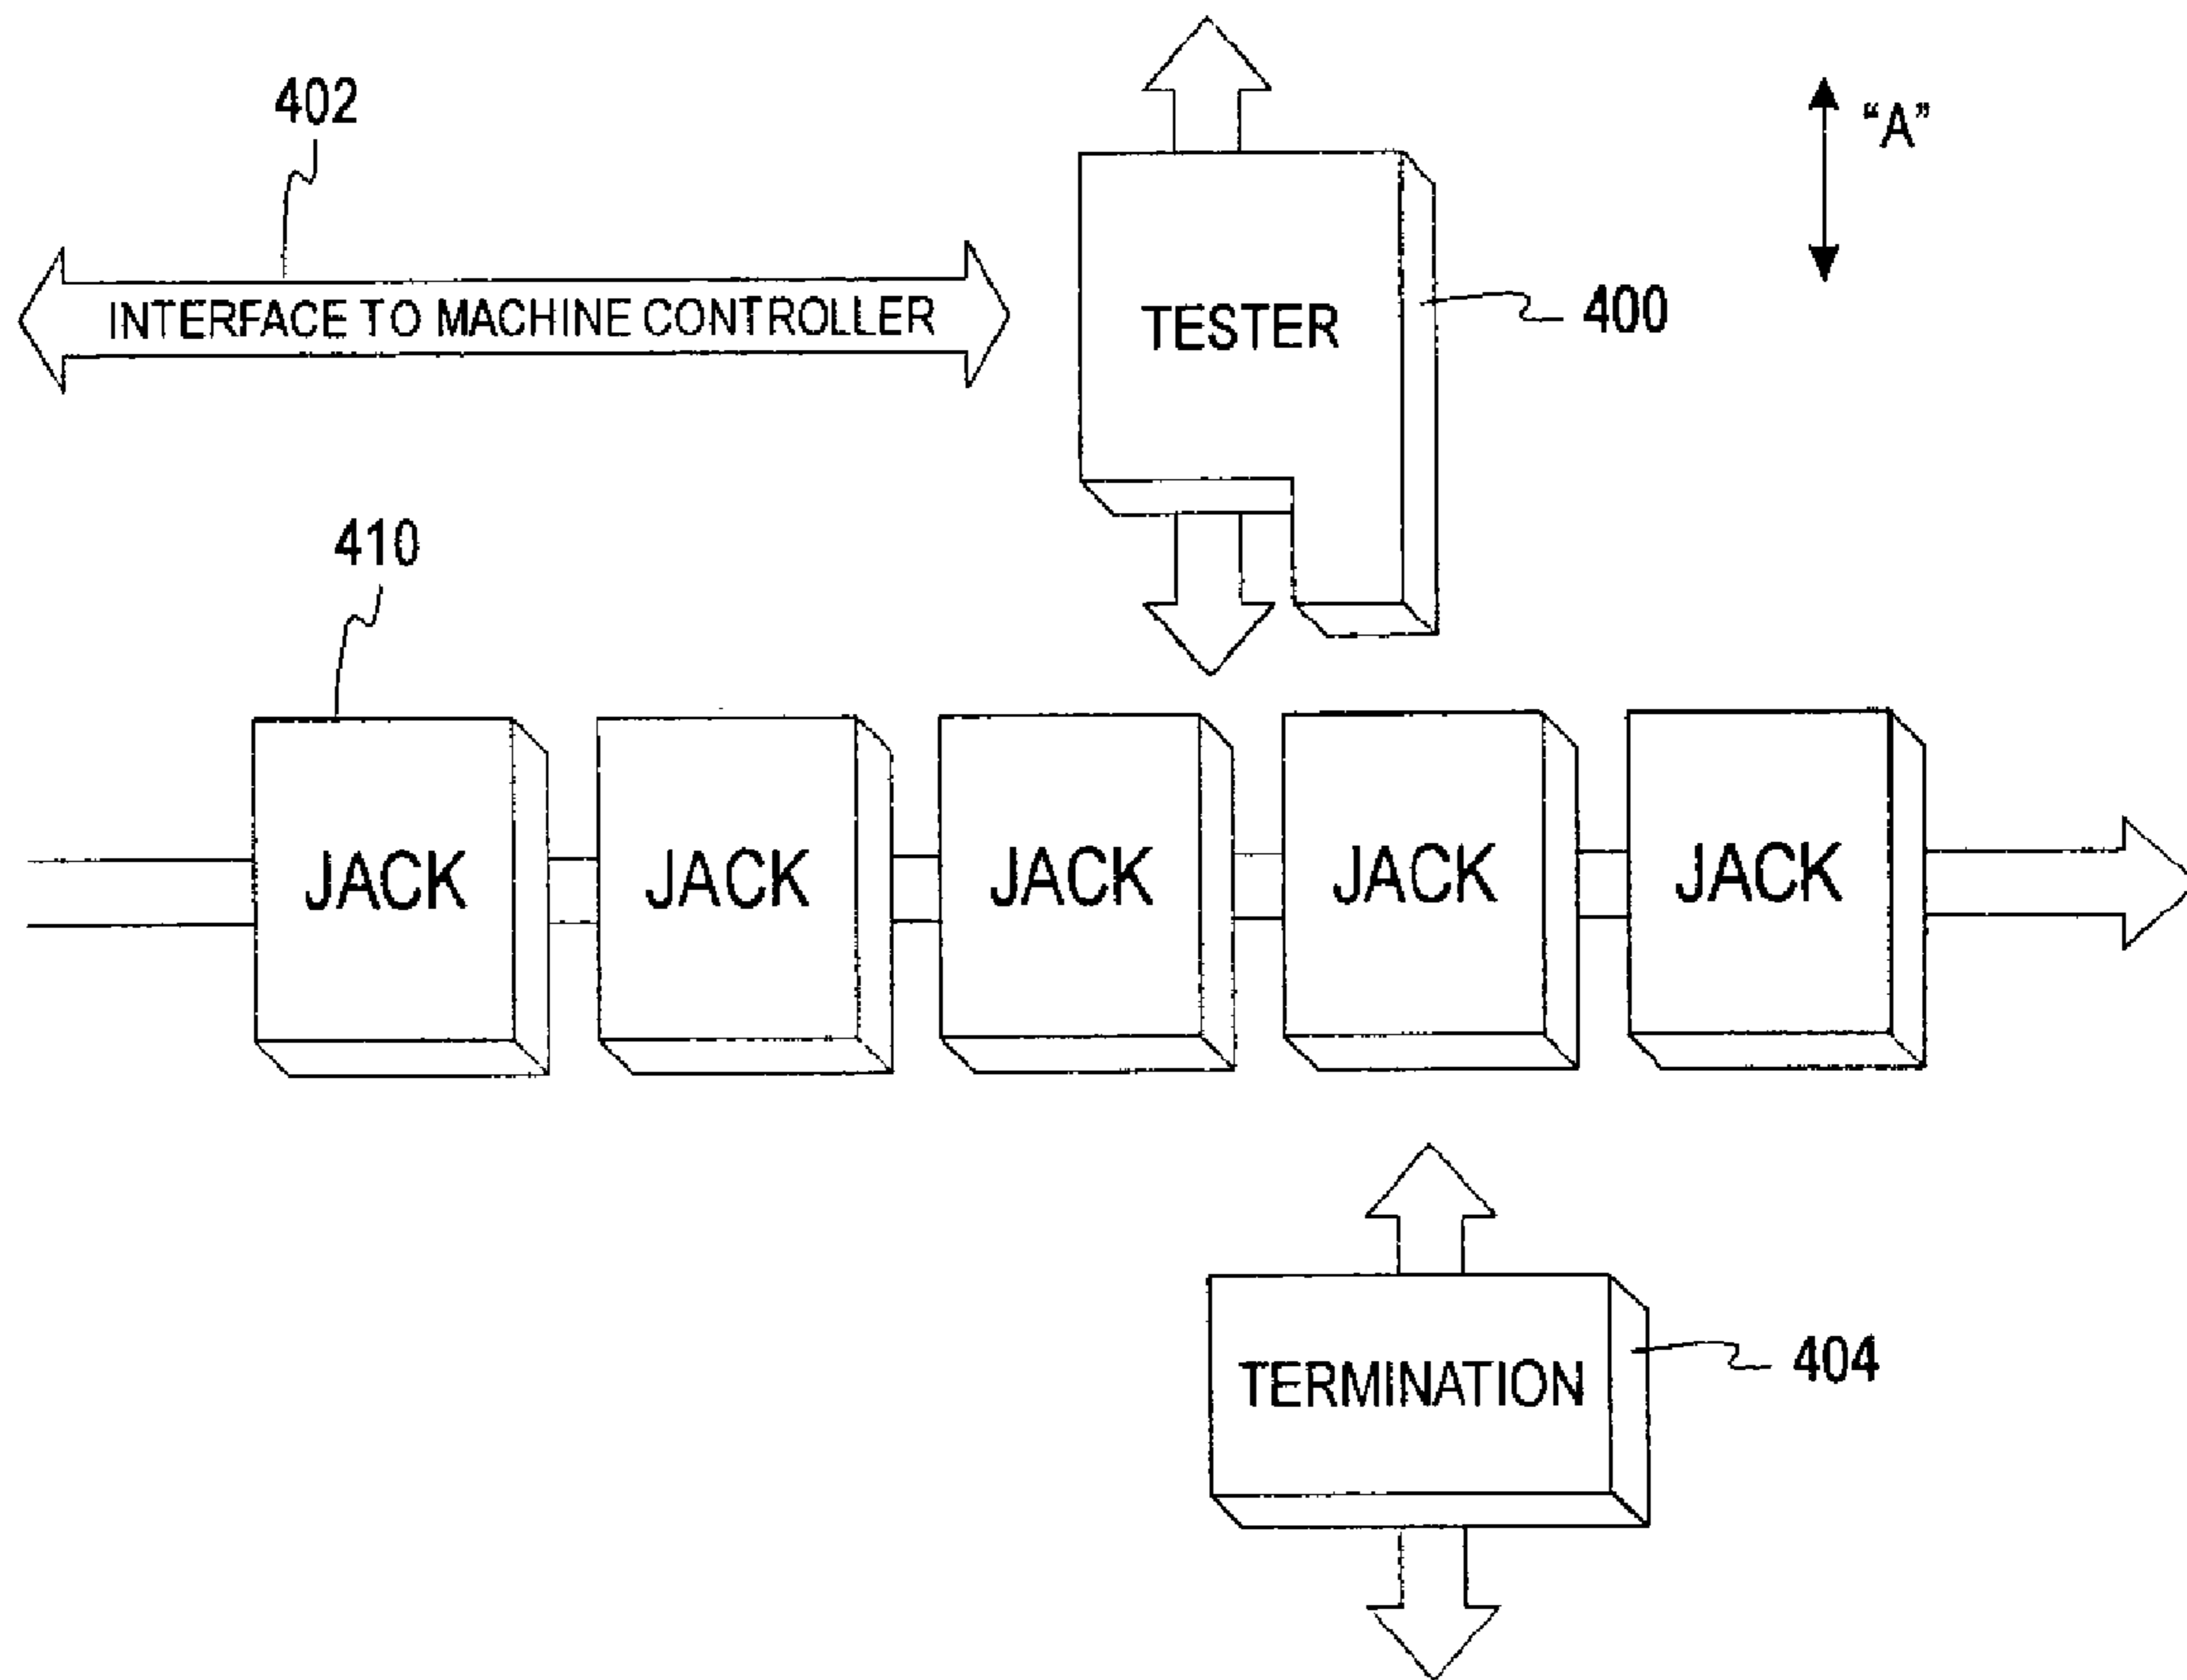 402
"A"
INTERFACE TO MACHINE CONTROLLER
TESTER
400
410
JACK JACK JACK JACK JACK
TERMINATION
404